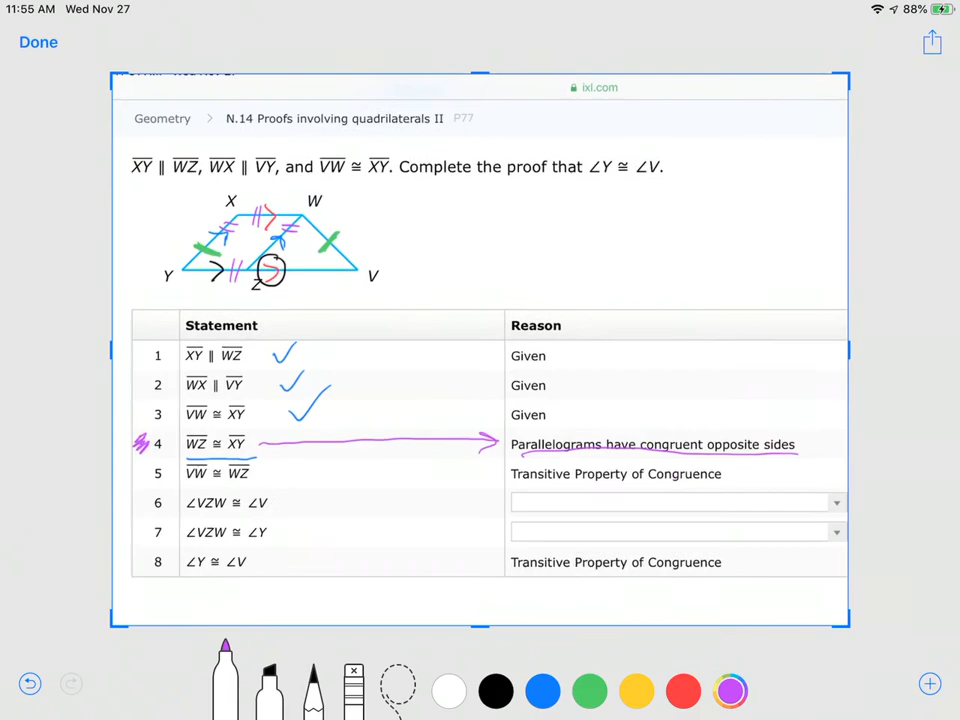 11:55 AM Wed Nov 27 88%
Done
ixl.com
Geometry > N.14 Proofs involving quadrilaterals II P77
XY ∥ WZ, WX ∥ VY, and VW ≅ XY. Complete the proof that ∠Y ≅ ∠V.
X W
Y Z V
Statement Reason
1 XY ∥ WZ Given
2 WX ∥ VY Given
3 VW ≅ XY Given
4 WZ ≅ XY Parallelograms have congruent opposite sides
5 VW ≅ WZ Transitive Property of Congruence
6 ∠VZW ≅ ∠V
7 ∠VZW ≅ ∠Y
8 ∠Y ≅ ∠V Transitive Property of Congruence